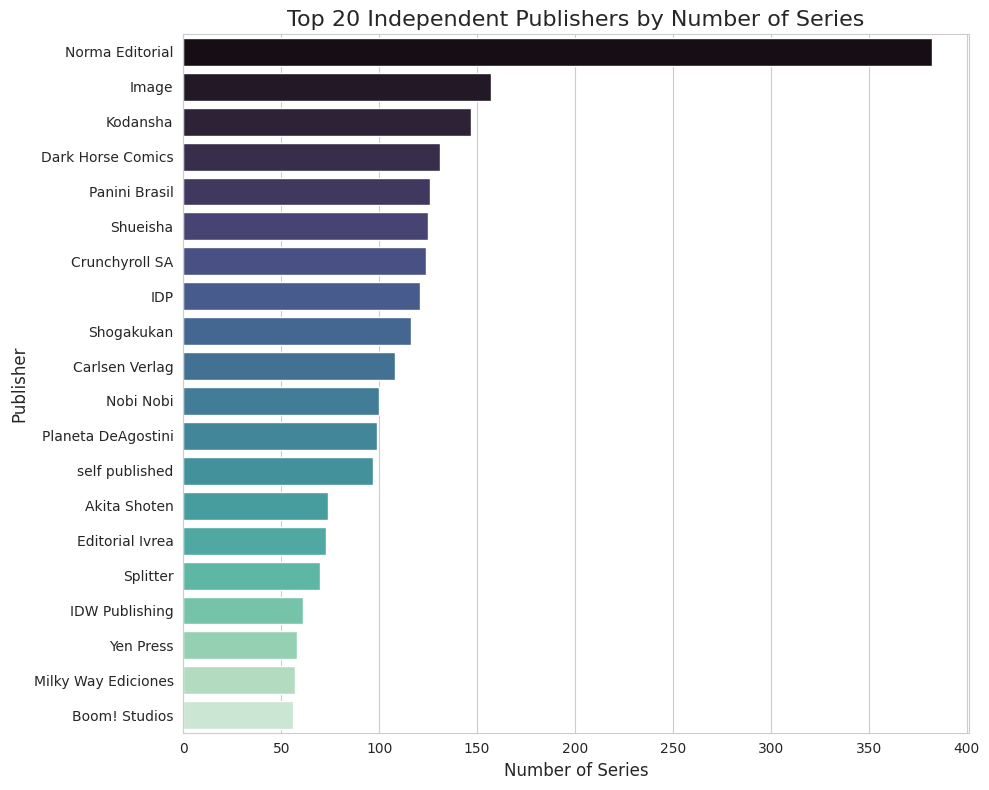 Top 20 Independent Publishers by Number of Series
Norma Editorial
Image
Kodansha
Dark Horse Comics
Panini Brasil
Shueisha
Crunchyroll SA
IDP
Shogakukan
Carlsen Verlag
Nobi Nobi
Planeta DeAgostini
self published
Akita Shoten
Editorial Ivrea
Splitter
IDW Publishing
Yen Press
Milky Way Ediciones
Boom! Studios
Publisher
0 50 100 150 200 250 300 350 400
Number of Series